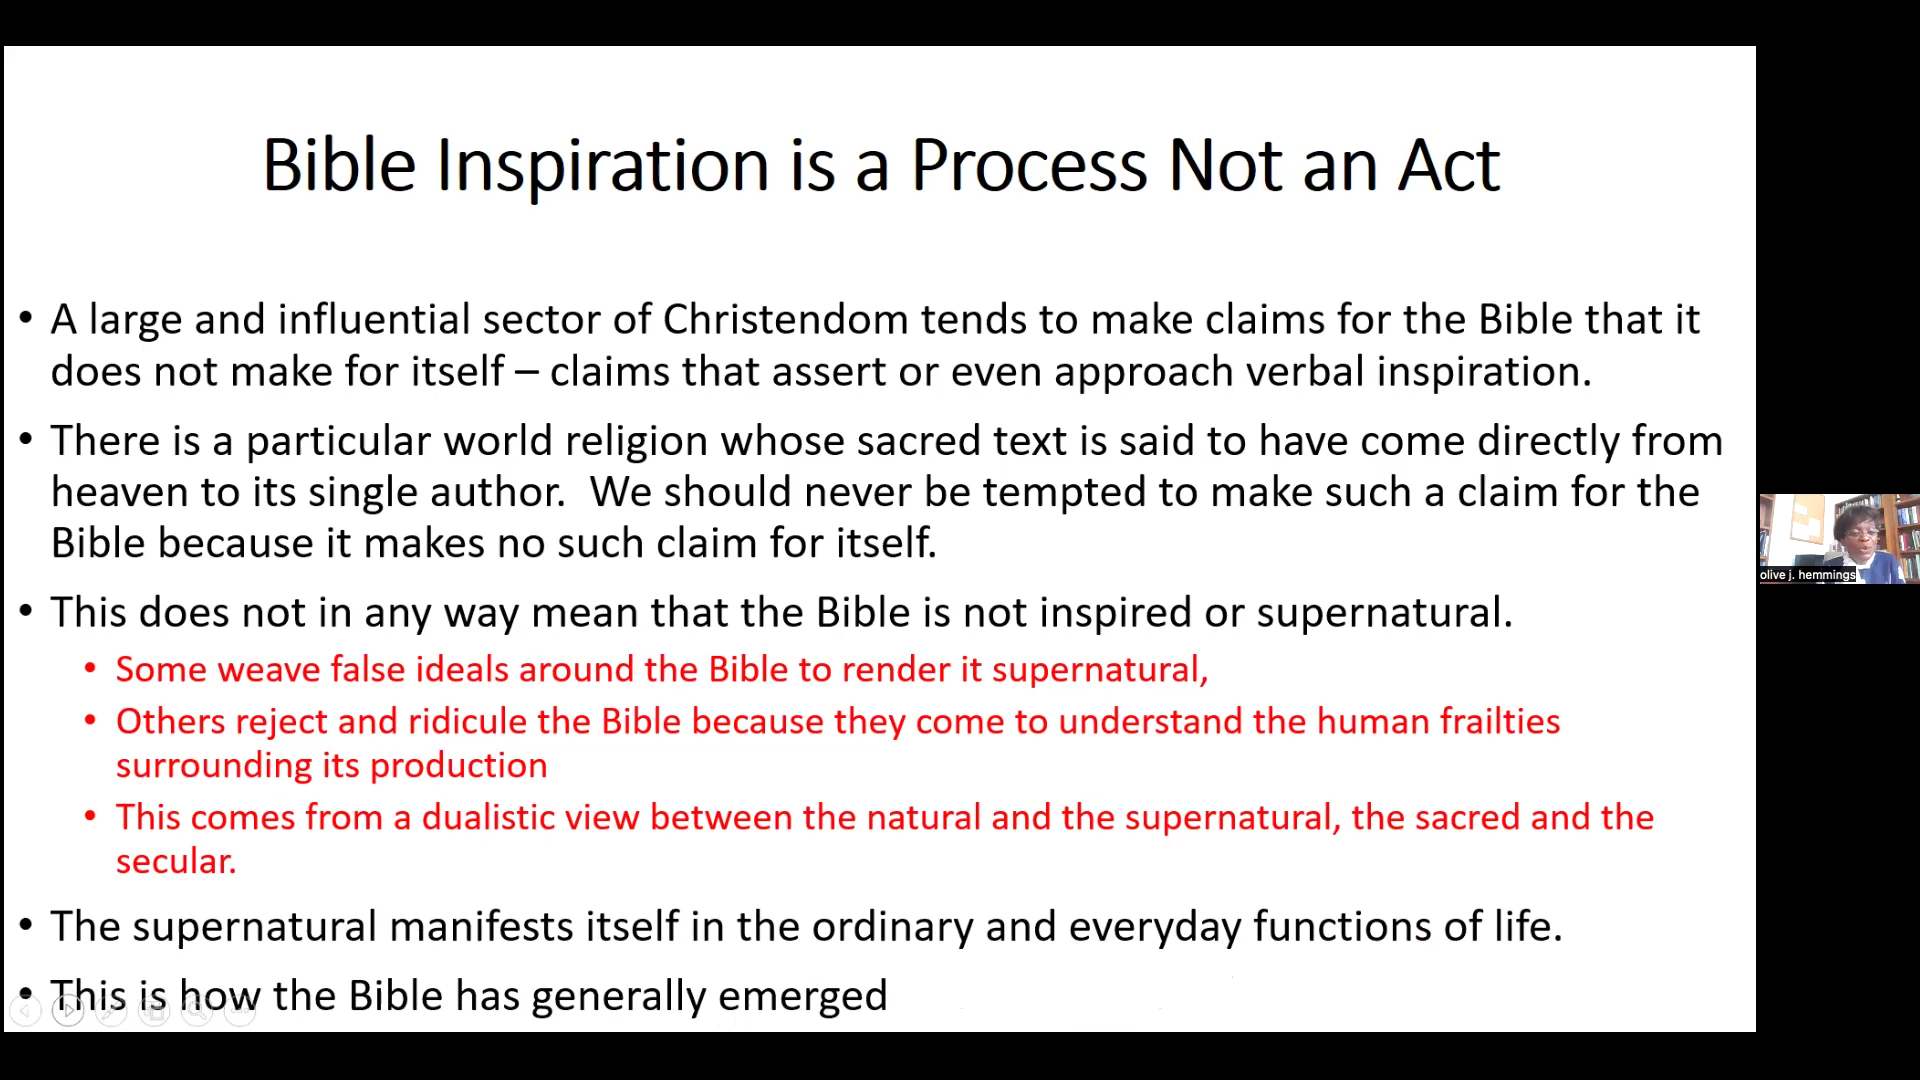 Bible Inspiration is a Process Not an Act
• A large and influential sector of Christendom tends to make claims for the Bible that it
does not make for itself – claims that assert or even approach verbal inspiration.
• There is a particular world religion whose sacred text is said to have come directly from
heaven to its single author.  We should never be tempted to make such a claim for the
Bible because it makes no such claim for itself.
• This does not in any way mean that the Bible is not inspired or supernatural.
• Some weave false ideals around the Bible to render it supernatural,
• Others reject and ridicule the Bible because they come to understand the human frailties
surrounding its production
• This comes from a dualistic view between the natural and the supernatural, the sacred and the
secular.
• The supernatural manifests itself in the ordinary and everyday functions of life.
• This is how the Bible has generally emerged
olive j. hemmings